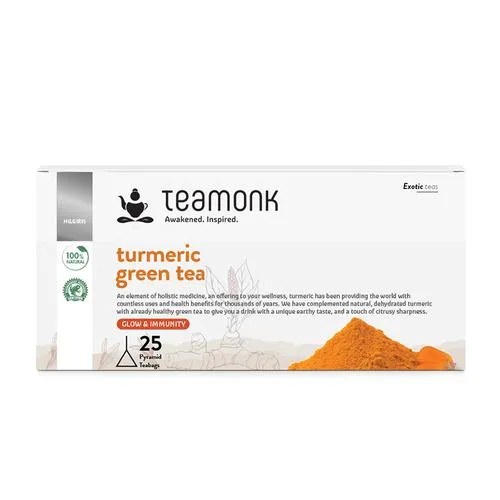 NILGIRIS
TEAMONK
Awakened. Inspired.
Exotic teas
100%
NATURAL
turmeric
green tea
An element of holistic medicine, an offering to your wellness, turmeric has been providing the world with
countless uses and health benefits for thousands of years. We have complemented natural, dehydrated turmeric
with already healthy green tea to give you a drink with a unique earthy taste, and a touch of citrusy sharpness.
GLOW & IMMUNITY
25
Pyramid
Teabags